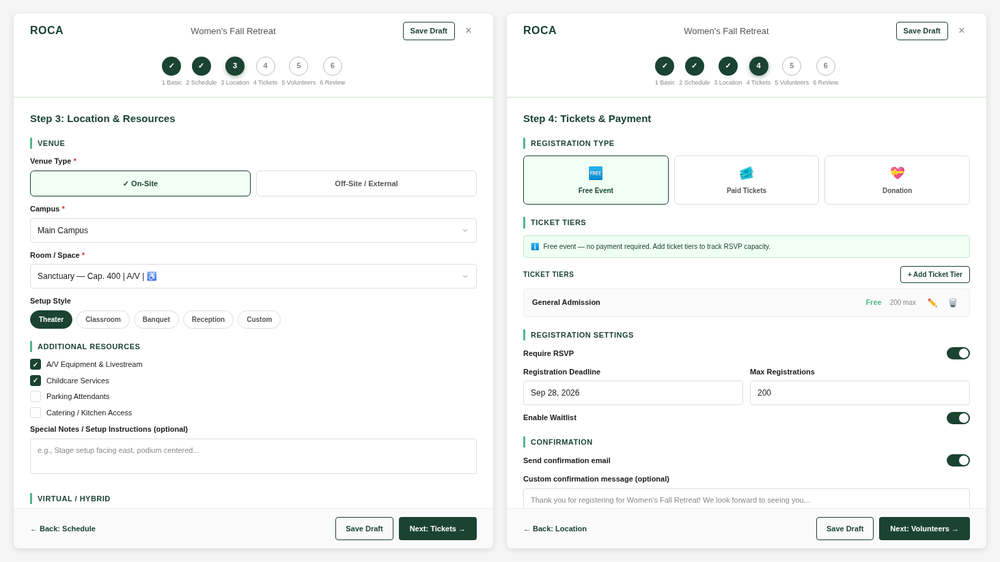 ROCA
Women's Fall Retreat
Save Draft
×
✓ ✓ 3 4 5 6
1 Basic 2 Schedule 3 Location 4 Tickets 5 Volunteers 6 Review
Step 3: Location & Resources
VENUE
Venue Type *
✓ On-Site
Off-Site / External
Campus *
Main Campus
Room / Space *
Sanctuary — Cap. 400 | A/V | ♿
Setup Style
Theater Classroom Banquet Reception Custom
ADDITIONAL RESOURCES
✓ A/V Equipment & Livestream
✓ Childcare Services
Parking Attendants
Catering / Kitchen Access
Special Notes / Setup Instructions (optional)
e.g., Stage setup facing east, podium centered...
VIRTUAL / HYBRID
← Back: Schedule
Save Draft
Next: Tickets →
ROCA
Women's Fall Retreat
Save Draft
×
✓ ✓ ✓ 4 5 6
1 Basic 2 Schedule 3 Location 4 Tickets 5 Volunteers 6 Review
Step 4: Tickets & Payment
REGISTRATION TYPE
FREE
Free Event
Paid Tickets
Donation
TICKET TIERS
ℹ️ Free event — no payment required. Add ticket tiers to track RSVP capacity.
TICKET TIERS
+ Add Ticket Tier
General Admission
Free
200 max
REGISTRATION SETTINGS
Require RSVP
Registration Deadline
Max Registrations
Sep 28, 2026
200
Enable Waitlist
CONFIRMATION
Send confirmation email
Custom confirmation message (optional)
Thank you for registering for Women's Fall Retreat! We look forward to seeing you...
← Back: Location
Save Draft
Next: Volunteers →